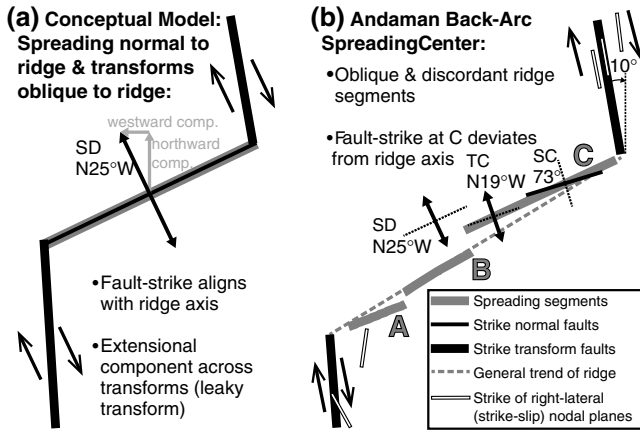 (a) Conceptual Model:
Spreading normal to
ridge & transforms
oblique to ridge:
westward comp.
northward
comp.
SD
N25°W
•Fault-strike aligns
with ridge axis
•Extensional
component across
transforms (leaky
transform)
(b) Andaman Back-Arc
SpreadingCenter:
•Oblique & discordant ridge
segments
•Fault-strike at C deviates
from ridge axis
10°
TC
N19°W
SC
73°
C
SD
N25°W
B
A
Spreading segments
Strike normal faults
Strike transform faults
General trend of ridge
Strike of right-lateral
(strike-slip) nodal planes